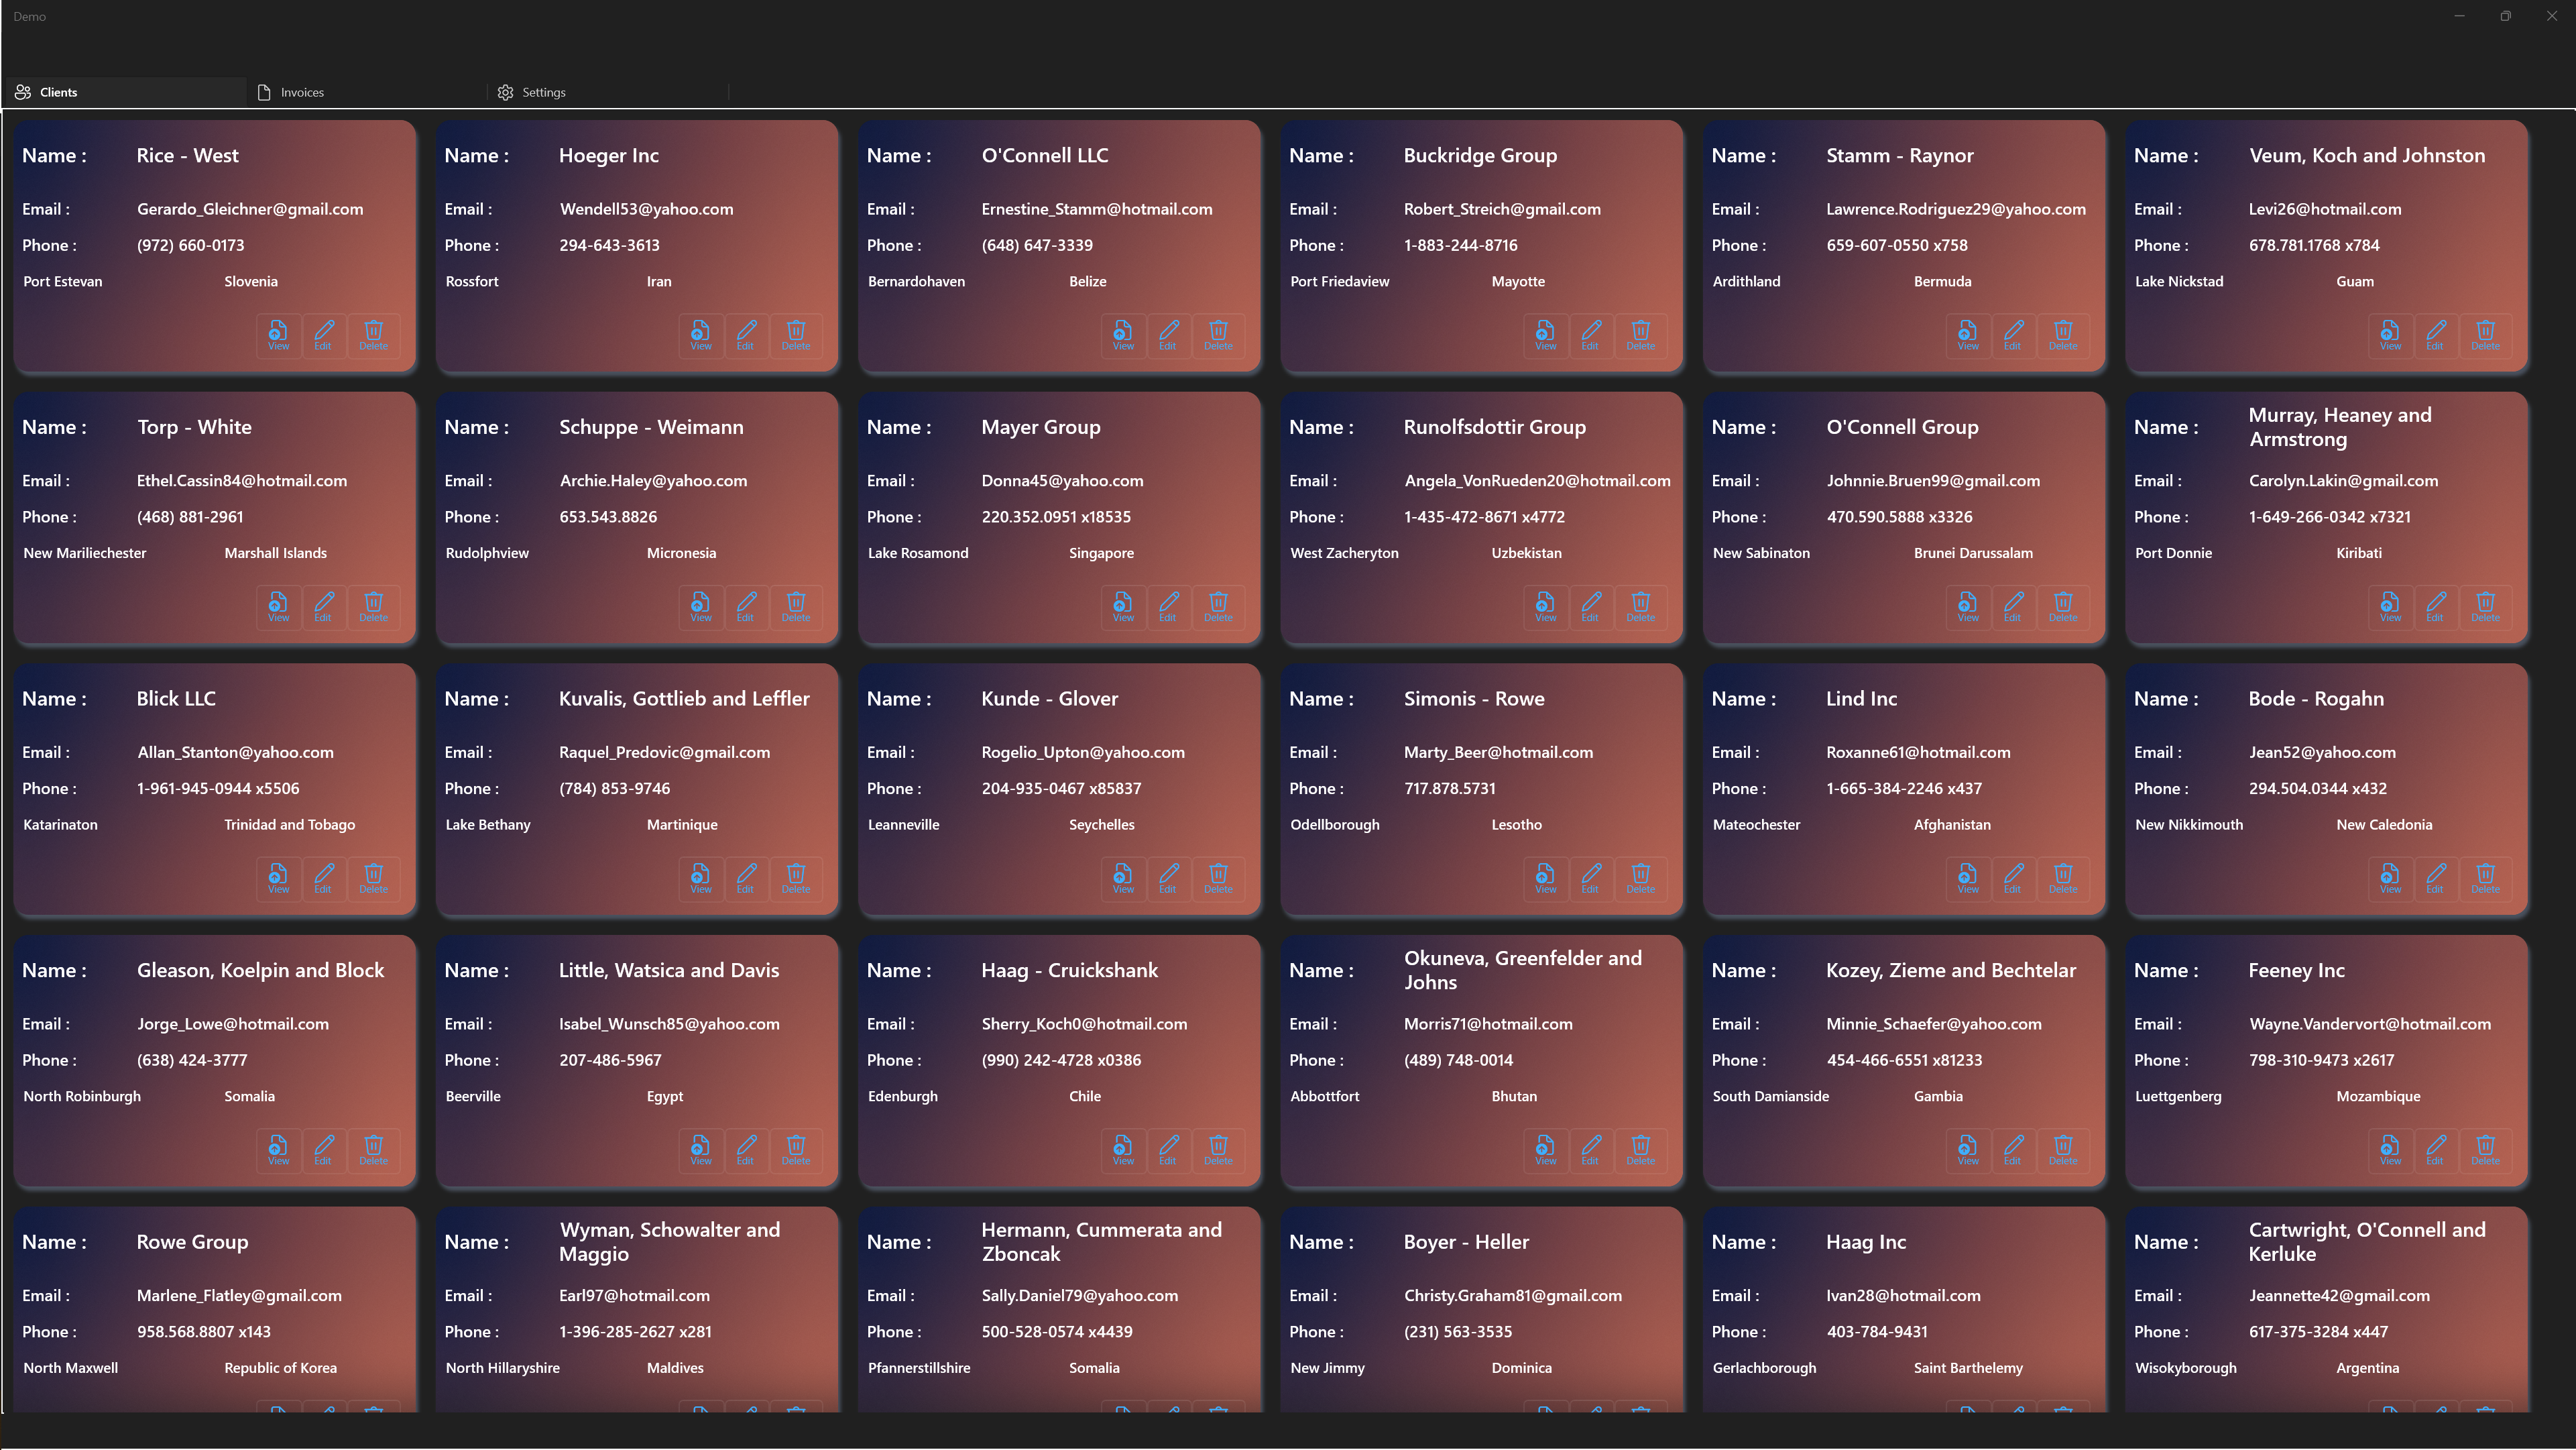 Demo
Clients
Invoices
Settings
Name : Rice - West
Email : Gerardo_Gleichner@gmail.com
Phone : (972) 660-0173
Port Estevan Slovenia
View Edit Delete
Name : Hoeger Inc
Email : Wendell53@yahoo.com
Phone : 294-643-3613
Rossfort Iran
View Edit Delete
Name : O'Connell LLC
Email : Ernestine_Stamm@hotmail.com
Phone : (648) 647-3339
Bernardohaven Belize
View Edit Delete
Name : Buckridge Group
Email : Robert_Streich@gmail.com
Phone : 1-883-244-8716
Port Friedaview Mayotte
View Edit Delete
Name : Stamm - Raynor
Email : Lawrence.Rodriguez29@yahoo.com
Phone : 659-607-0550 x758
Ardithland Bermuda
View Edit Delete
Name : Veum, Koch and Johnston
Email : Levi26@hotmail.com
Phone : 678.781.1768 x784
Lake Nickstad Guam
View Edit Delete
Name : Torp - White
Email : Ethel.Cassin84@hotmail.com
Phone : (468) 881-2961
New Mariliechester Marshall Islands
View Edit Delete
Name : Schuppe - Weimann
Email : Archie.Haley@yahoo.com
Phone : 653.543.8826
Rudolphview Micronesia
View Edit Delete
Name : Mayer Group
Email : Donna45@yahoo.com
Phone : 220.352.0951 x18535
Lake Rosamond Singapore
View Edit Delete
Name : Runolfsdottir Group
Email : Angela_VonRueden20@hotmail.com
Phone : 1-435-472-8671 x4772
West Zacheryton Uzbekistan
View Edit Delete
Name : O'Connell Group
Email : Johnnie.Bruen99@gmail.com
Phone : 470.590.5888 x3326
New Sabinaton Brunei Darussalam
View Edit Delete
Name : Murray, Heaney and
Armstrong
Email : Carolyn.Lakin@gmail.com
Phone : 1-649-266-0342 x7321
Port Donnie Kiribati
View Edit Delete
Name : Blick LLC
Email : Allan_Stanton@yahoo.com
Phone : 1-961-945-0944 x5506
Katarinaton Trinidad and Tobago
View Edit Delete
Name : Kuvalis, Gottlieb and Leffler
Email : Raquel_Predovic@gmail.com
Phone : (784) 853-9746
Lake Bethany Martinique
View Edit Delete
Name : Kunde - Glover
Email : Rogelio_Upton@yahoo.com
Phone : 204-935-0467 x85837
Leanneville Seychelles
View Edit Delete
Name : Simonis - Rowe
Email : Marty_Beer@hotmail.com
Phone : 717.878.5731
Odellborough Lesotho
View Edit Delete
Name : Lind Inc
Email : Roxanne61@hotmail.com
Phone : 1-665-384-2246 x437
Mateochester Afghanistan
View Edit Delete
Name : Bode - Rogahn
Email : Jean52@yahoo.com
Phone : 294.504.0344 x432
New Nikkimouth New Caledonia
View Edit Delete
Name : Gleason, Koelpin and Block
Email : Jorge_Lowe@hotmail.com
Phone : (638) 424-3777
North Robinburgh Somalia
View Edit Delete
Name : Little, Watsica and Davis
Email : Isabel_Wunsch85@yahoo.com
Phone : 207-486-5967
Beerville Egypt
View Edit Delete
Name : Haag - Cruickshank
Email : Sherry_Koch0@hotmail.com
Phone : (990) 242-4728 x0386
Edenburgh Chile
View Edit Delete
Name : Okuneva, Greenfelder and
Johns
Email : Morris71@hotmail.com
Phone : (489) 748-0014
Abbottfort Bhutan
View Edit Delete
Name : Kozey, Zieme and Bechtelar
Email : Minnie_Schaefer@yahoo.com
Phone : 454-466-6551 x81233
South Damianside Gambia
View Edit Delete
Name : Feeney Inc
Email : Wayne.Vandervort@hotmail.com
Phone : 798-310-9473 x2617
Luettgenberg Mozambique
View Edit Delete
Name : Rowe Group
Email : Marlene_Flatley@gmail.com
Phone : 958.568.8807 x143
North Maxwell Republic of Korea
Name : Wyman, Schowalter and
Maggio
Email : Earl97@hotmail.com
Phone : 1-396-285-2627 x281
North Hillaryshire Maldives
Name : Hermann, Cummerata and
Zboncak
Email : Sally.Daniel79@yahoo.com
Phone : 500-528-0574 x4439
Pfannerstillshire Somalia
Name : Boyer - Heller
Email : Christy.Graham81@gmail.com
Phone : (231) 563-3535
New Jimmy Dominica
Name : Haag Inc
Email : Ivan28@hotmail.com
Phone : 403-784-9431
Gerlachborough Saint Barthelemy
Name : Cartwright, O'Connell and
Kerluke
Email : Jeannette42@gmail.com
Phone : 617-375-3284 x447
Wisokyborough Argentina